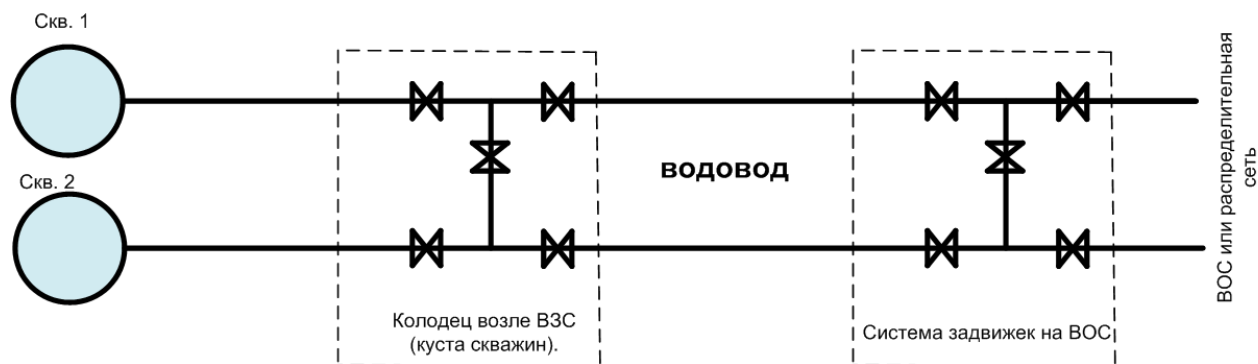 Скв. 1
Скв. 2
водовод
Колодец возле ВЗС
(куста скважин).
Система задвижек на ВОС
ВОС или распределительная
сеть